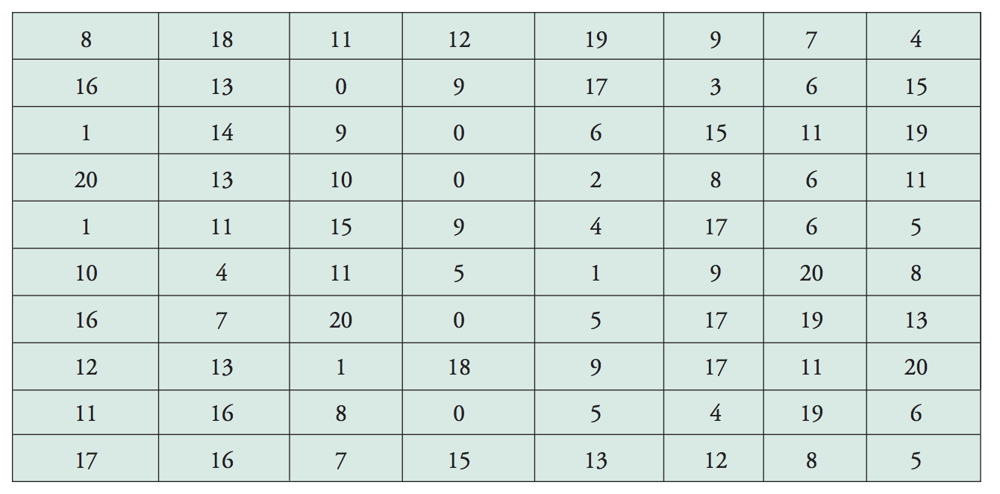 8 18 11 12 19 9 7 4
16 13 0 9 17 3 6 15
1 14 9 0 6 15 11 19
20 13 10 0 2 8 6 11
1 11 15 9 4 17 6 5
10 4 11 5 1 9 20 8
16 7 20 0 5 17 19 13
12 13 1 18 9 17 11 20
11 16 8 0 5 4 19 6
17 16 7 15 13 12 8 5